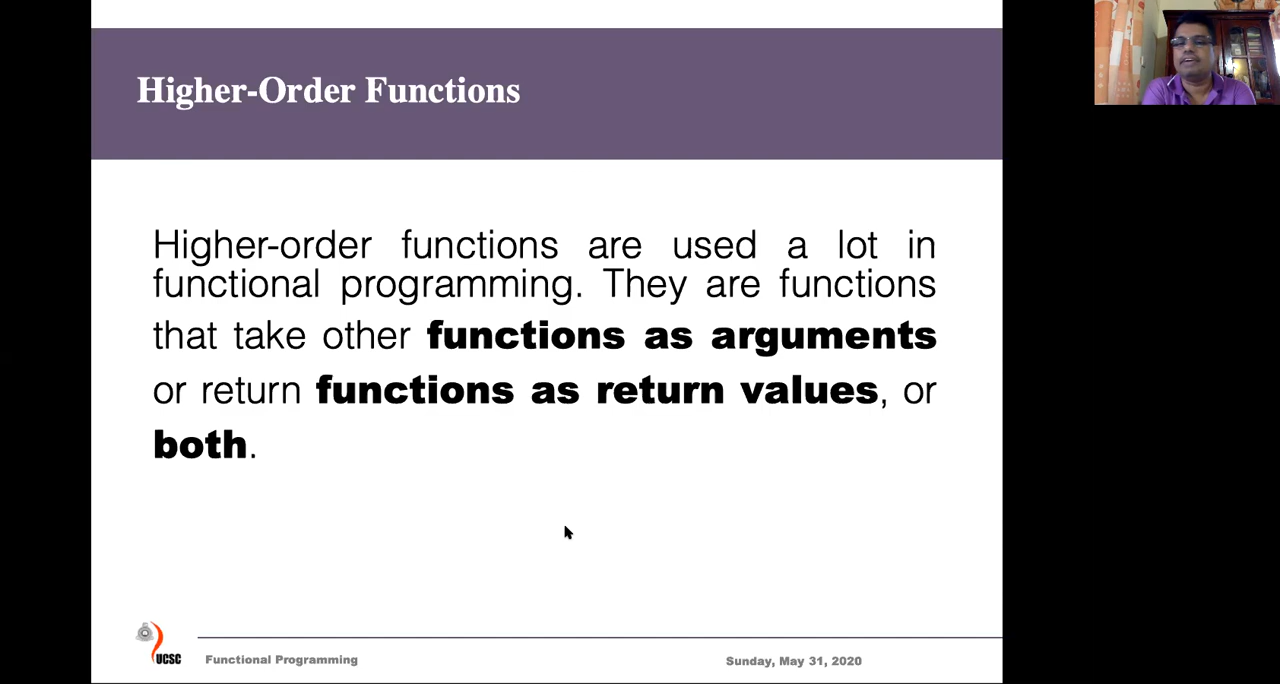 Higher-Order Functions
Higher-order functions are used a lot in
functional programming. They are functions
that take other functions as arguments
or return functions as return values, or
both.
UCSC
Functional Programming
Sunday, May 31, 2020